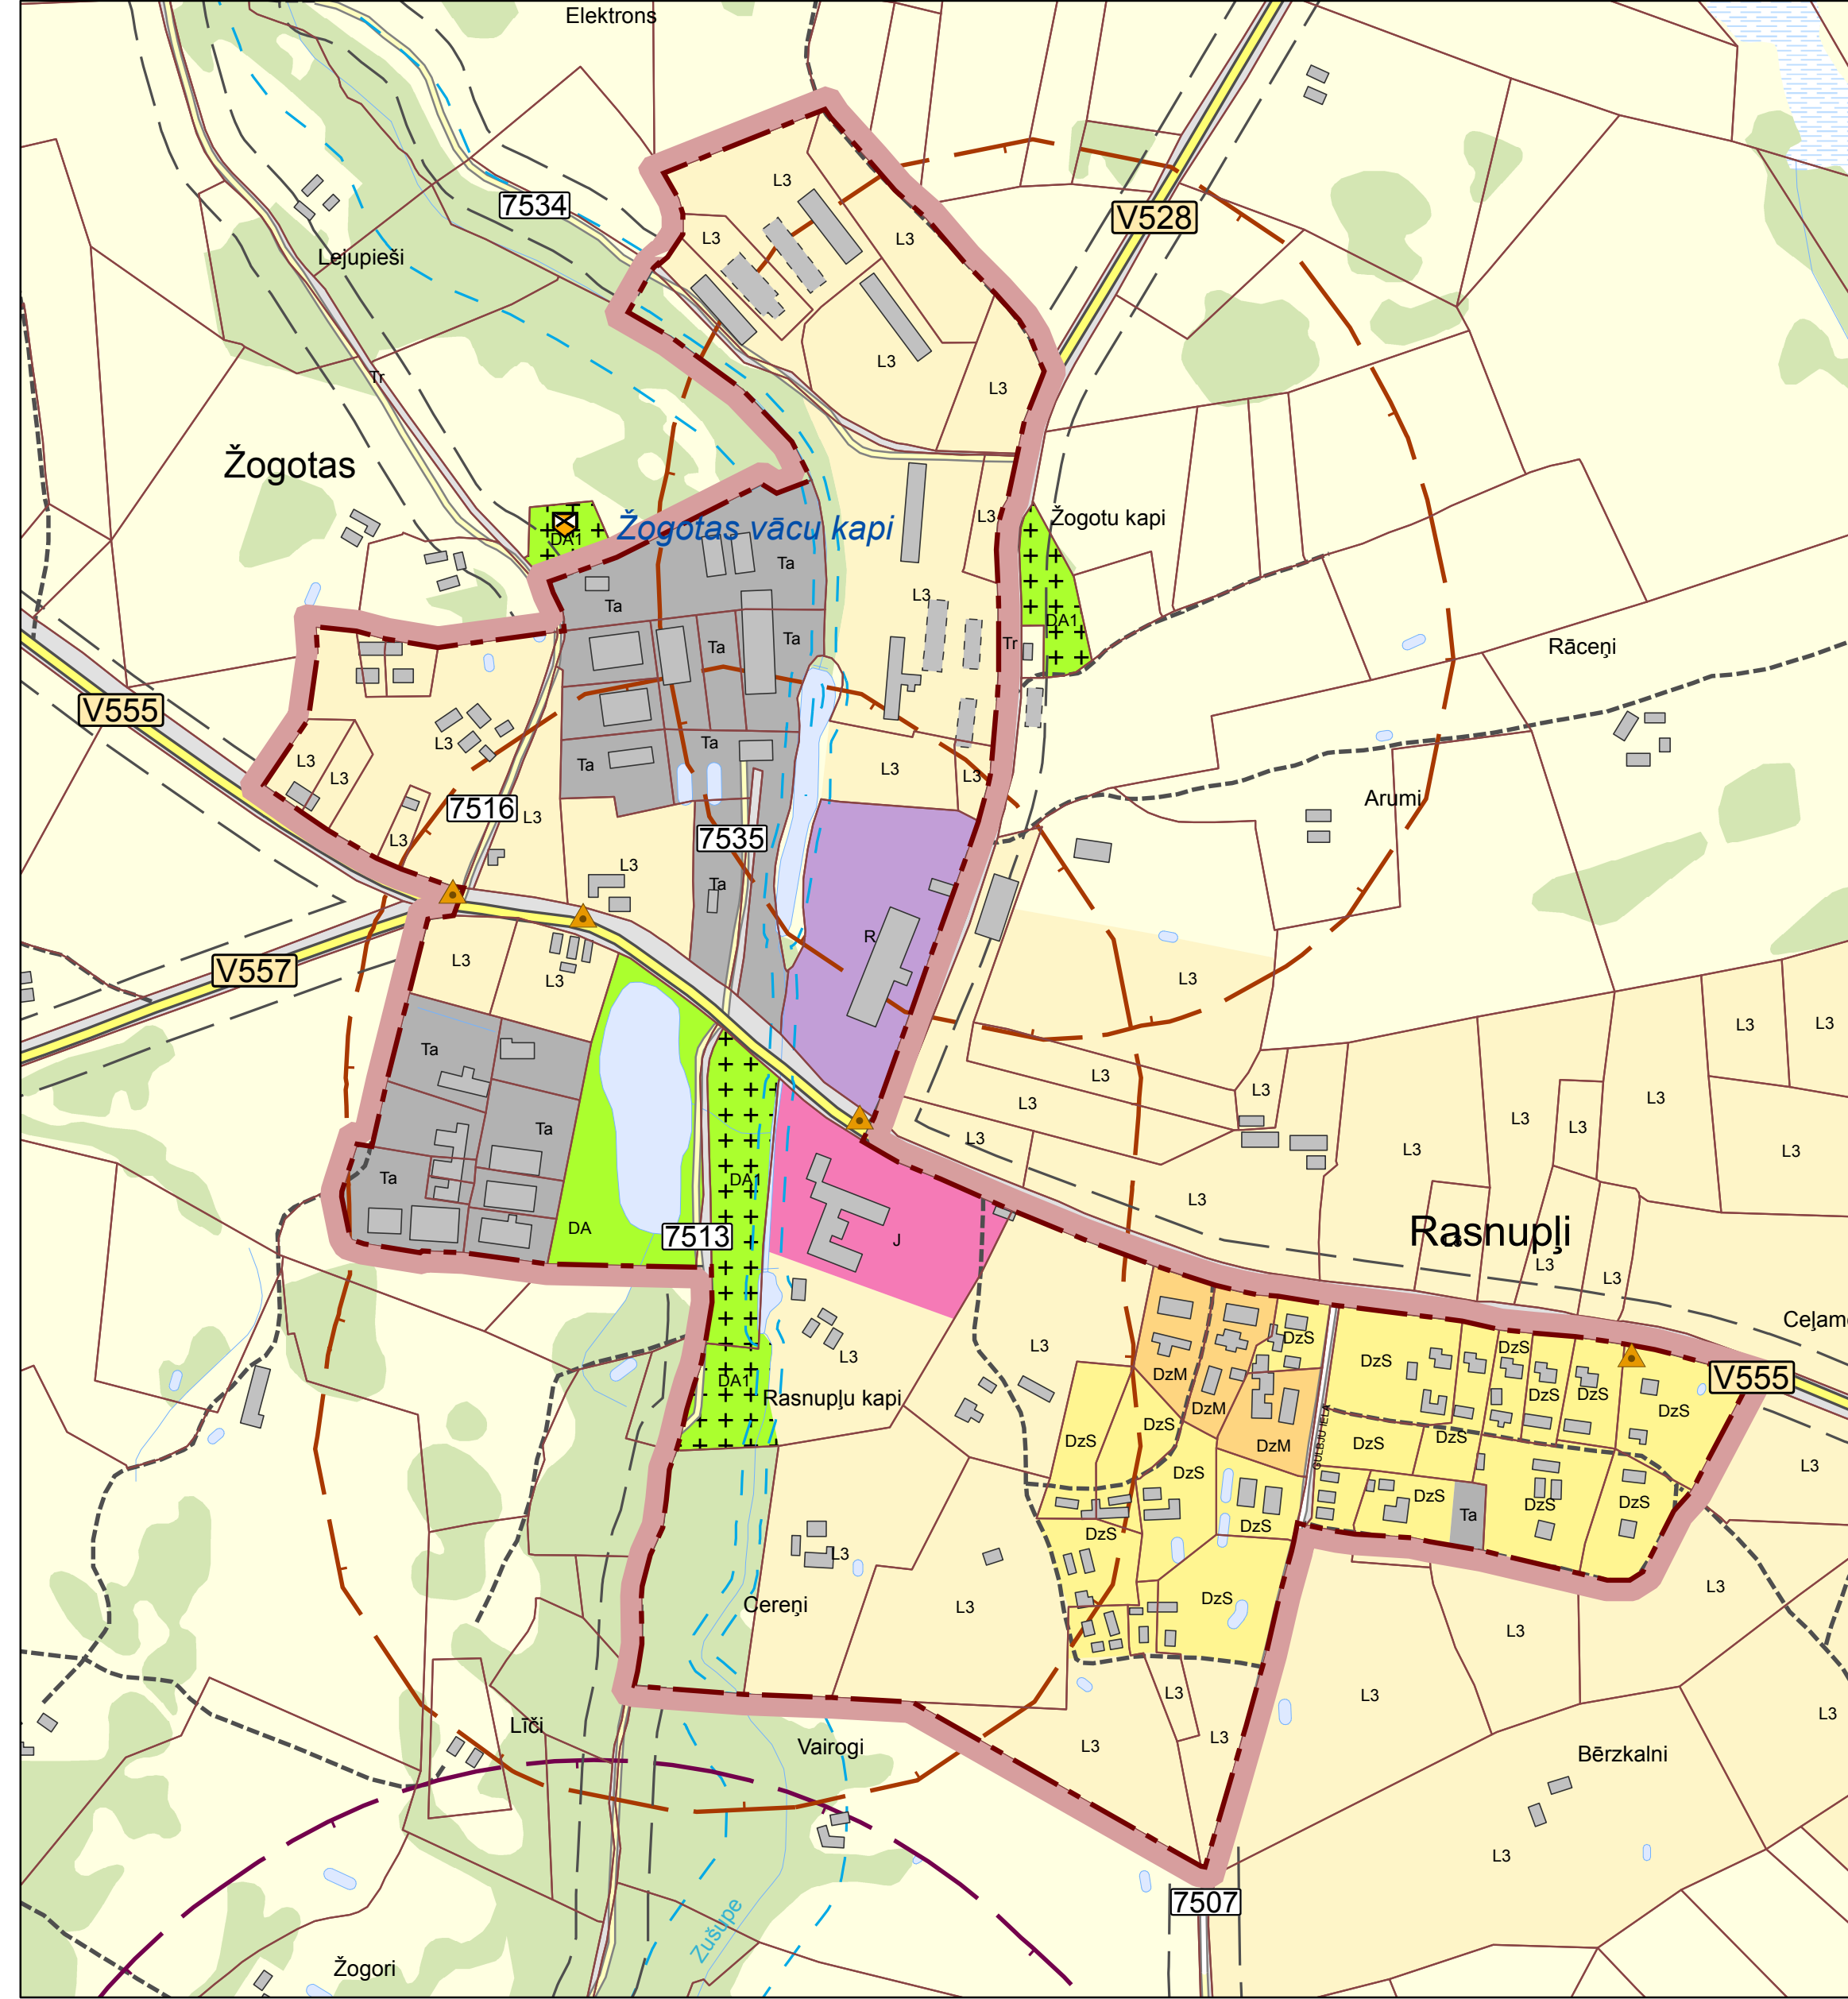 Elektrons
L3
7534
V528
L3
L3
Lejupieši
L3
Tr
L3
Žogotas
L3
Žogotu kapi
Žogotas vācu kapi
DA1
Ta
L3
Ta
DA1
Ta
Ta
Tr
Rāceņi
V555
L3
Ta
L3
Ta
L3
L3
L3
Arumi
7516
L3
7535
L3
L3
Ta
R
L3
L3
V557
L3
L3
L3
Ta
L3
L3
L3
L3
L3
L3
L3
Ta
L3
L3
L3
Ta
DA1
L3
DA
7513
J
Rasnupļi
L3
L3
L3
Ceļam
DzS
DzS
L3
L3
DzS
DzM
DA1
V555
Rasnupļu kapi
DzM
DzS
DzS
DzS
DzS
GULBJU IELA
DzS
DzS
DzM
DzS
L3
DzS
DzS
DzS
DzS
Ta
DzS
DzS
L3
L3
Cereņi
L3
DzS
L3
L3
L3
L3
Līči
L3
L3
Vairogi
Bērzkalni
L3
7507
Zušupe
Žogori